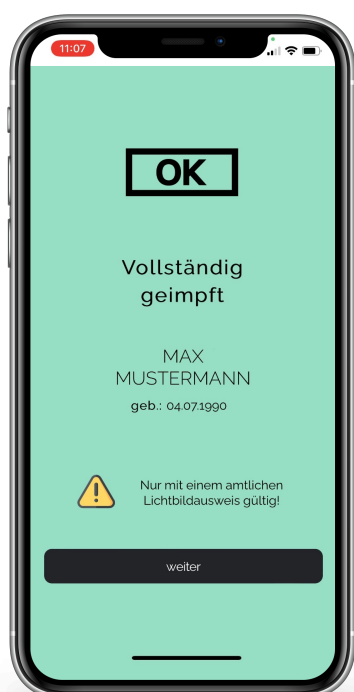 11:07
OK
Vollständig
geimpft
MAX
MUSTERMANN
geb.: 04.07.1990
Nur mit einem amtlichen
Lichtbildausweis gültig!
weiter